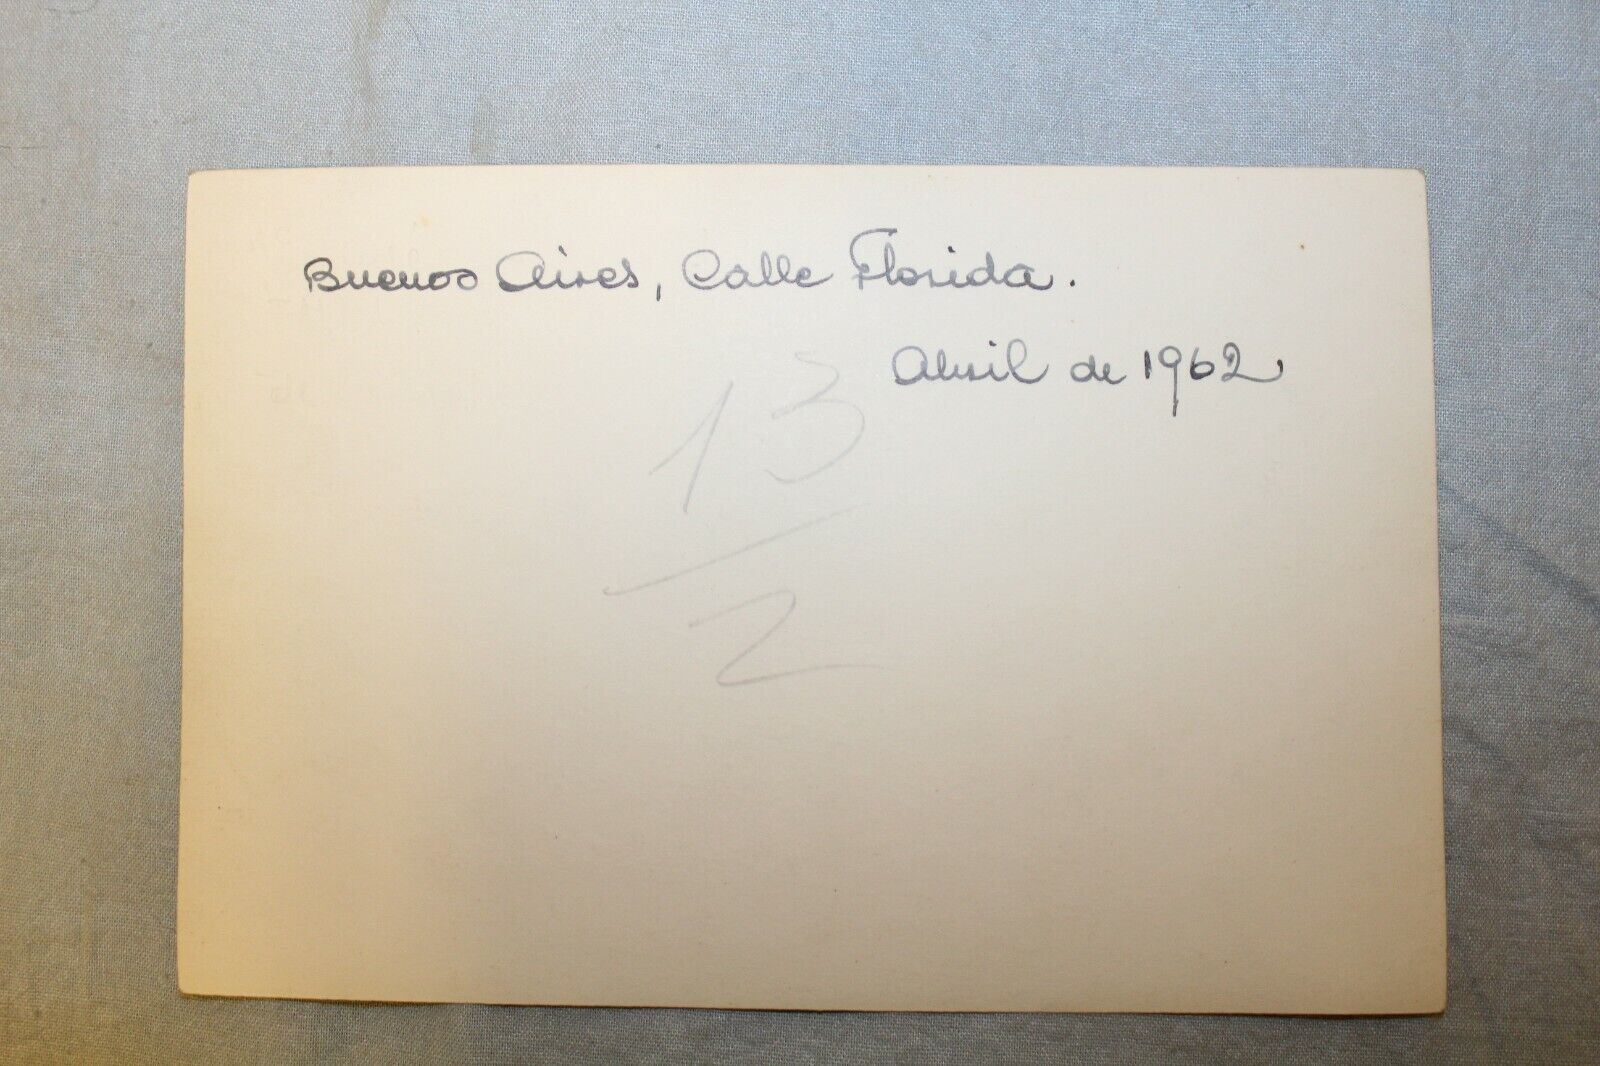 Buenos Aires, Calle Florida.
Abril de 1962
13
2